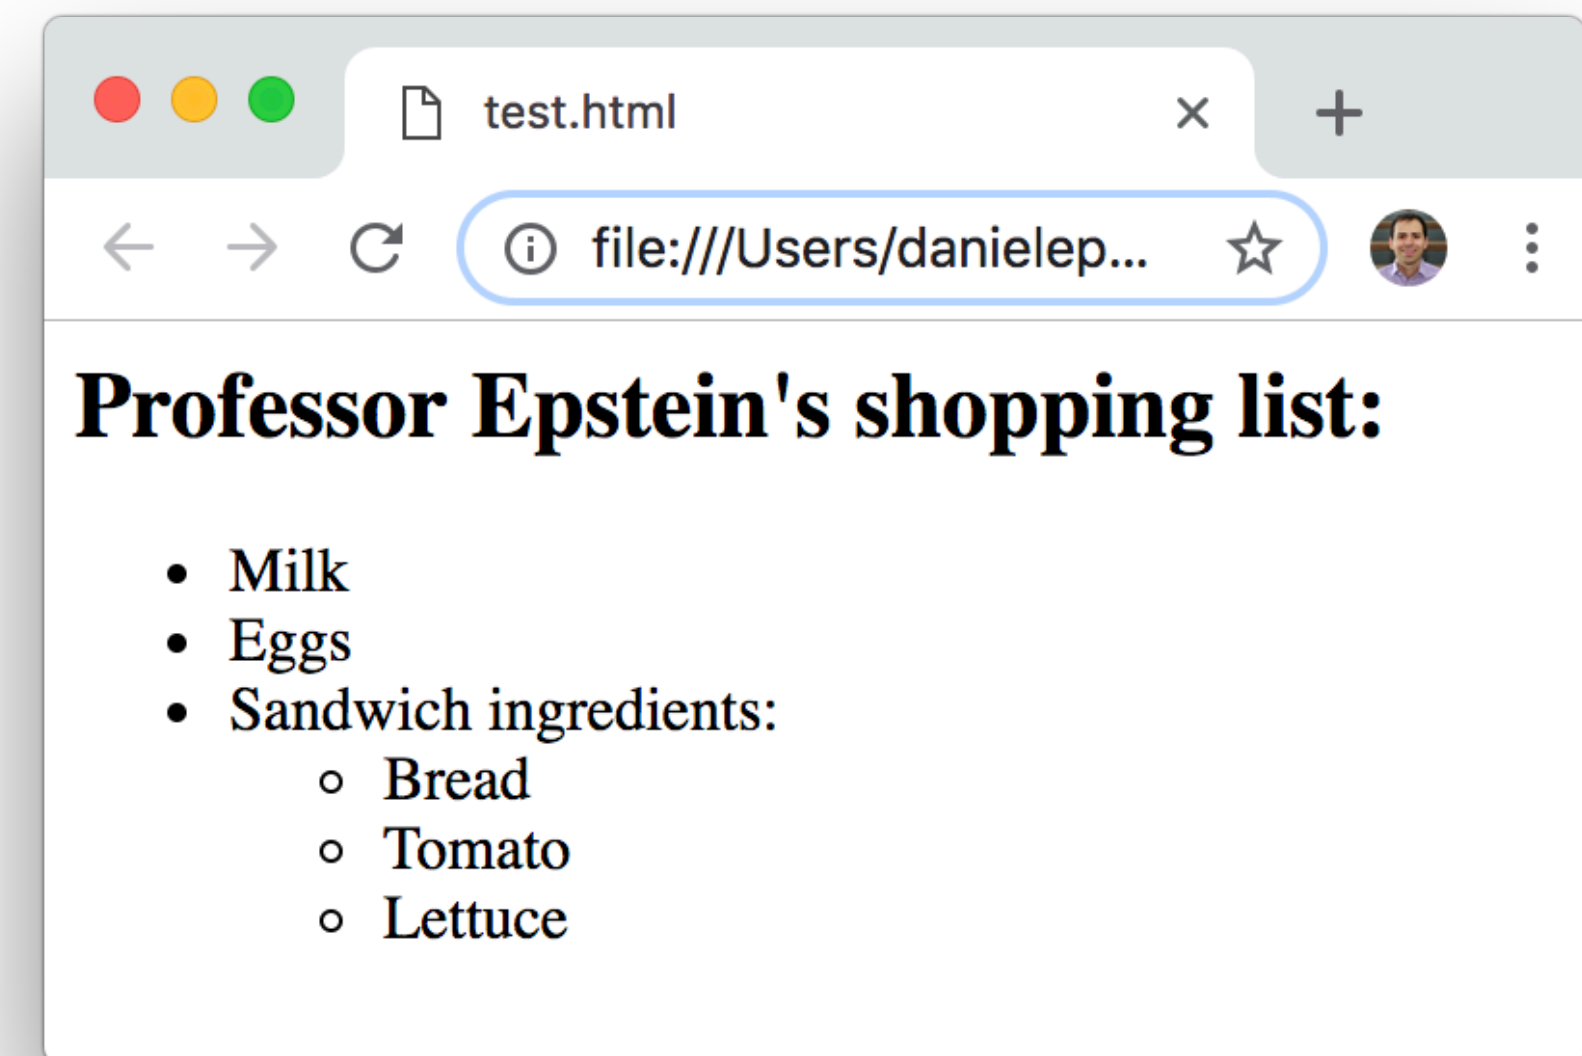 test.html
file:///Users/danielep...
Professor Epstein's shopping list:
Milk
Eggs
Sandwich ingredients:
Bread
Tomato
Lettuce